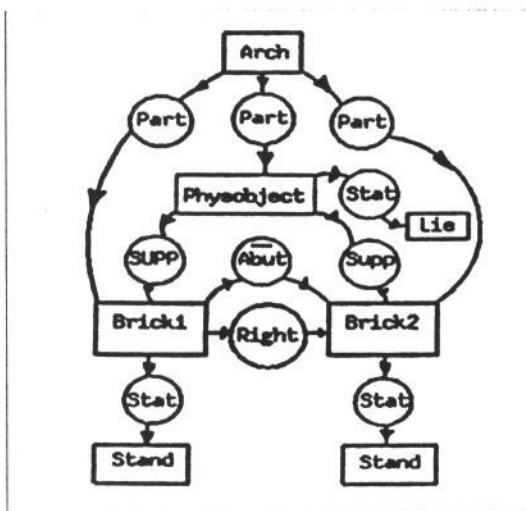 Arch
Part Part Part
Physobject Stat
Lie
SUPP Abut Supp
Brick1 Right Brick2
Stat Stat
Stand Stand